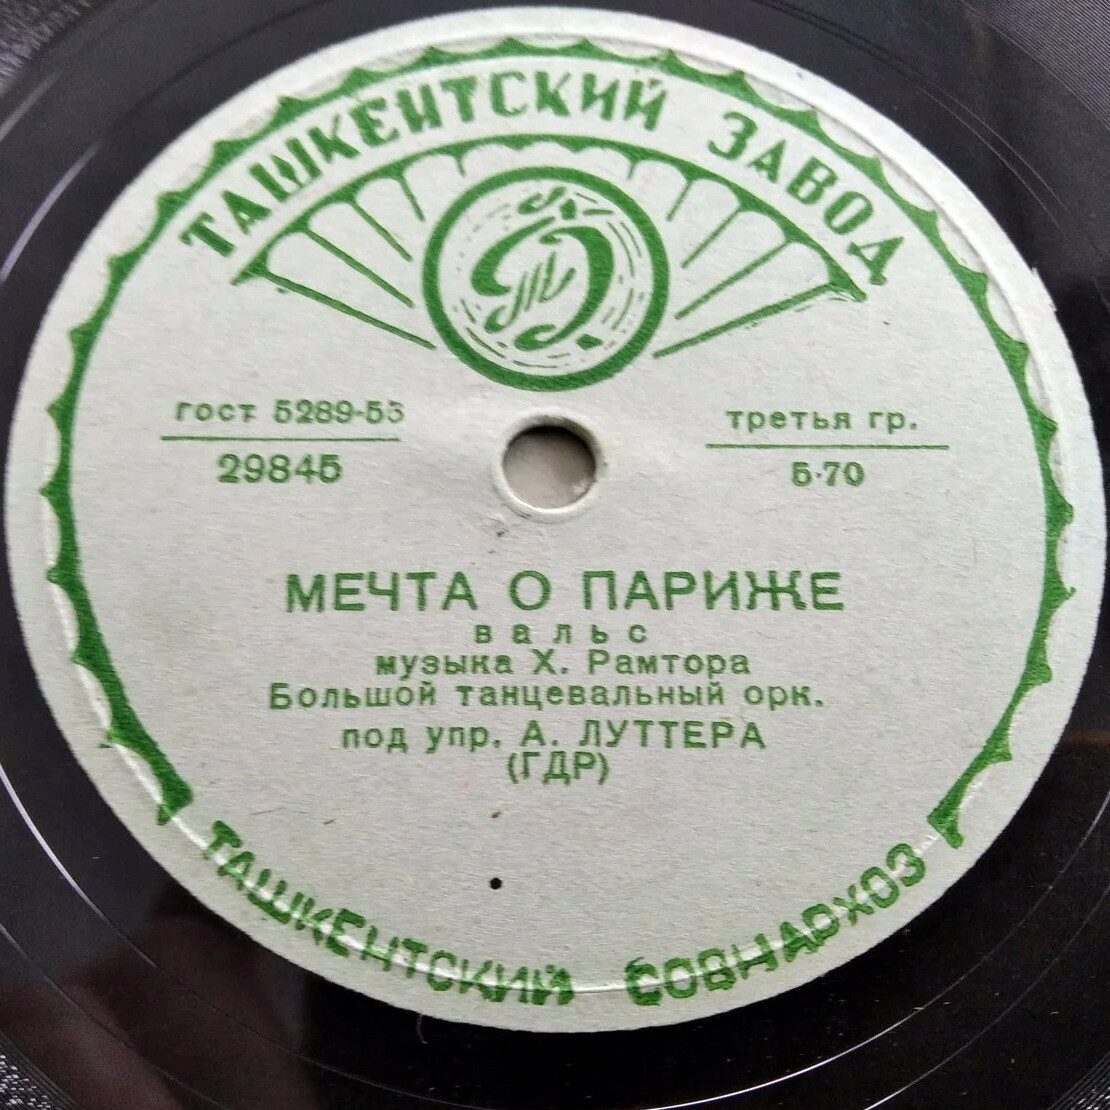 ТАШКЕНТСКИЙ ЗАВОД
гост 5289-56
29845
третья гр.
5·70
МЕЧТА О ПАРИЖЕ
вальс
музыка Х. Рамтора
Большой танцевальный орк.
под упр. А. ЛУТТЕРА
(ГДР)
ТАШКЕНТСКИЙ СОВНАРХОЗ